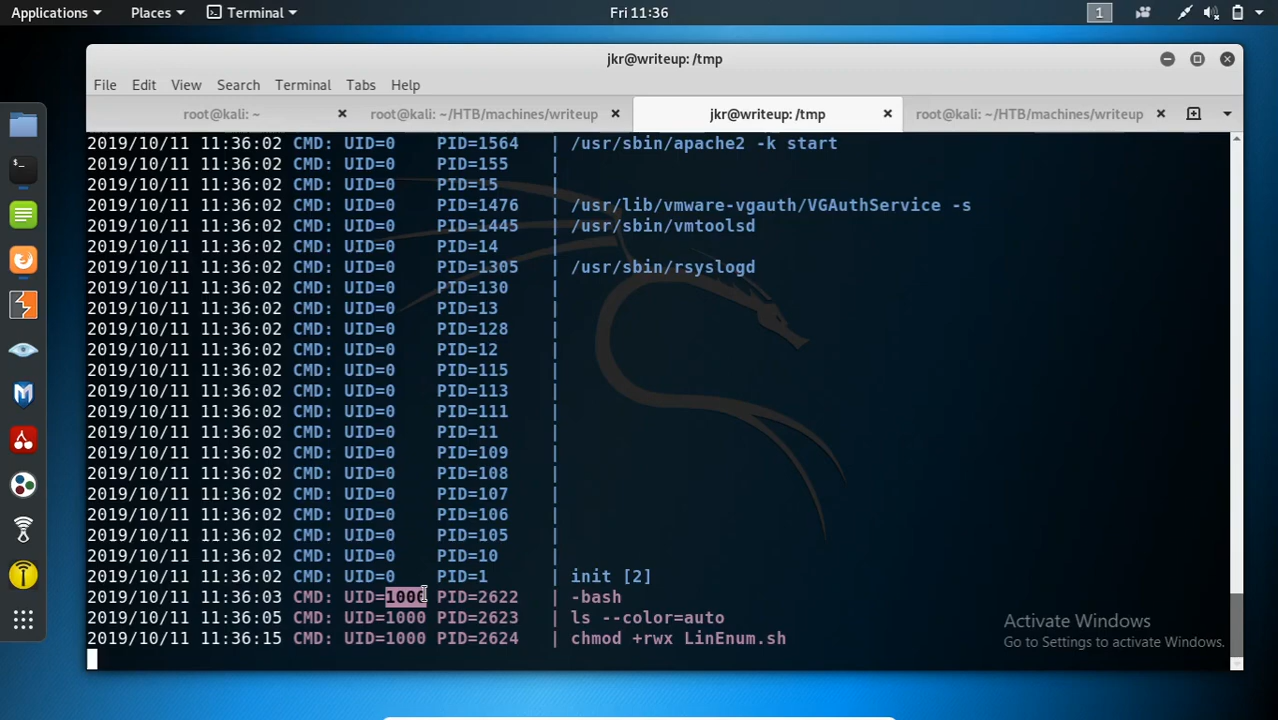 Applications Places Terminal Fri 11:36 1
jkr@writeup: /tmp
File Edit View Search Terminal Tabs Help
root@kali: ~ root@kali: ~/HTB/machines/writeup jkr@writeup: /tmp root@kali: ~/HTB/machines/writeup
2019/10/11 11:36:02 CMD: UID=0 PID=1564 | /usr/sbin/apache2 -k start
2019/10/11 11:36:02 CMD: UID=0 PID=155 |
2019/10/11 11:36:02 CMD: UID=0 PID=15 |
2019/10/11 11:36:02 CMD: UID=0 PID=1476 | /usr/lib/vmware-vgauth/VGAuthService -s
2019/10/11 11:36:02 CMD: UID=0 PID=1445 | /usr/sbin/vmtoolsd
2019/10/11 11:36:02 CMD: UID=0 PID=14 |
2019/10/11 11:36:02 CMD: UID=0 PID=1305 | /usr/sbin/rsyslogd
2019/10/11 11:36:02 CMD: UID=0 PID=130 |
2019/10/11 11:36:02 CMD: UID=0 PID=13 |
2019/10/11 11:36:02 CMD: UID=0 PID=128 |
2019/10/11 11:36:02 CMD: UID=0 PID=12 |
2019/10/11 11:36:02 CMD: UID=0 PID=115 |
2019/10/11 11:36:02 CMD: UID=0 PID=113 |
2019/10/11 11:36:02 CMD: UID=0 PID=111 |
2019/10/11 11:36:02 CMD: UID=0 PID=11 |
2019/10/11 11:36:02 CMD: UID=0 PID=109 |
2019/10/11 11:36:02 CMD: UID=0 PID=108 |
2019/10/11 11:36:02 CMD: UID=0 PID=107 |
2019/10/11 11:36:02 CMD: UID=0 PID=106 |
2019/10/11 11:36:02 CMD: UID=0 PID=105 |
2019/10/11 11:36:02 CMD: UID=0 PID=10 |
2019/10/11 11:36:02 CMD: UID=0 PID=1 | init [2]
2019/10/11 11:36:03 CMD: UID=1000 PID=2622 | -bash
2019/10/11 11:36:05 CMD: UID=1000 PID=2623 | ls --color=auto
2019/10/11 11:36:15 CMD: UID=1000 PID=2624 | chmod +rwx LinEnum.sh
Activate Windows
Go to Settings to activate Windows.